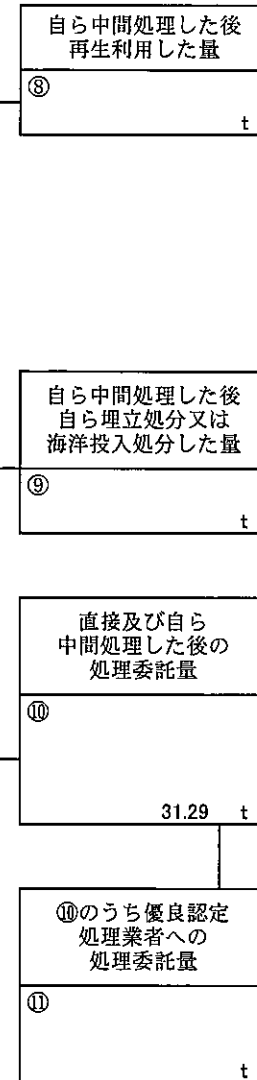 自ら中間処理した後
再生利用した量
⑧
t
自ら中間処理した後
自ら埋立処分又は
海洋投入処分した量
⑨
t
直接及び自ら
中間処理した後の
処理委託量
⑩
31.29 t
⑩のうち優良認定
処理業者への
処理委託量
⑪
t